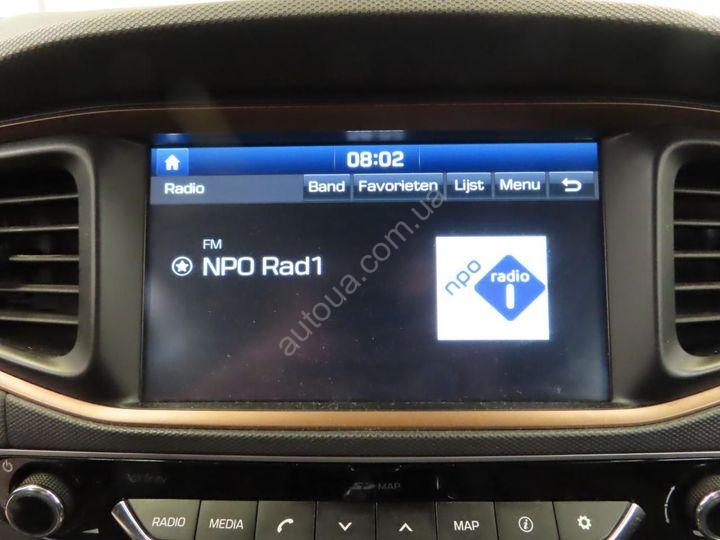 08:02
Radio Band Favorieten Lijst Menu
FM
NPO Rad1
npo radio 1
autoua.com.ua
MAP
RADIO MEDIA MAP i